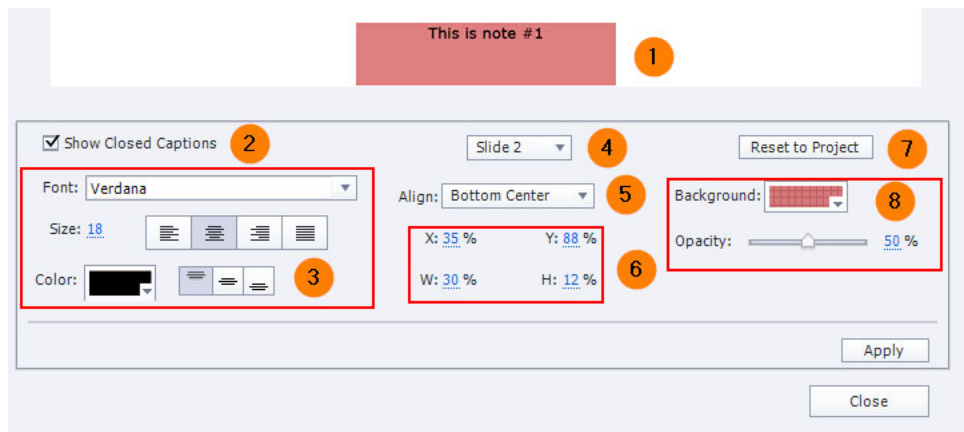 This is note #1
1
Show Closed Captions 2
Slide 2 4
Reset to Project 7
Font: Verdana
Align: Bottom Center 5
Background: 8
Size: 18
X: 35 % Y: 88 %
Opacity: 50 %
6
Color: 3
W: 30 % H: 12 %
Apply
Close